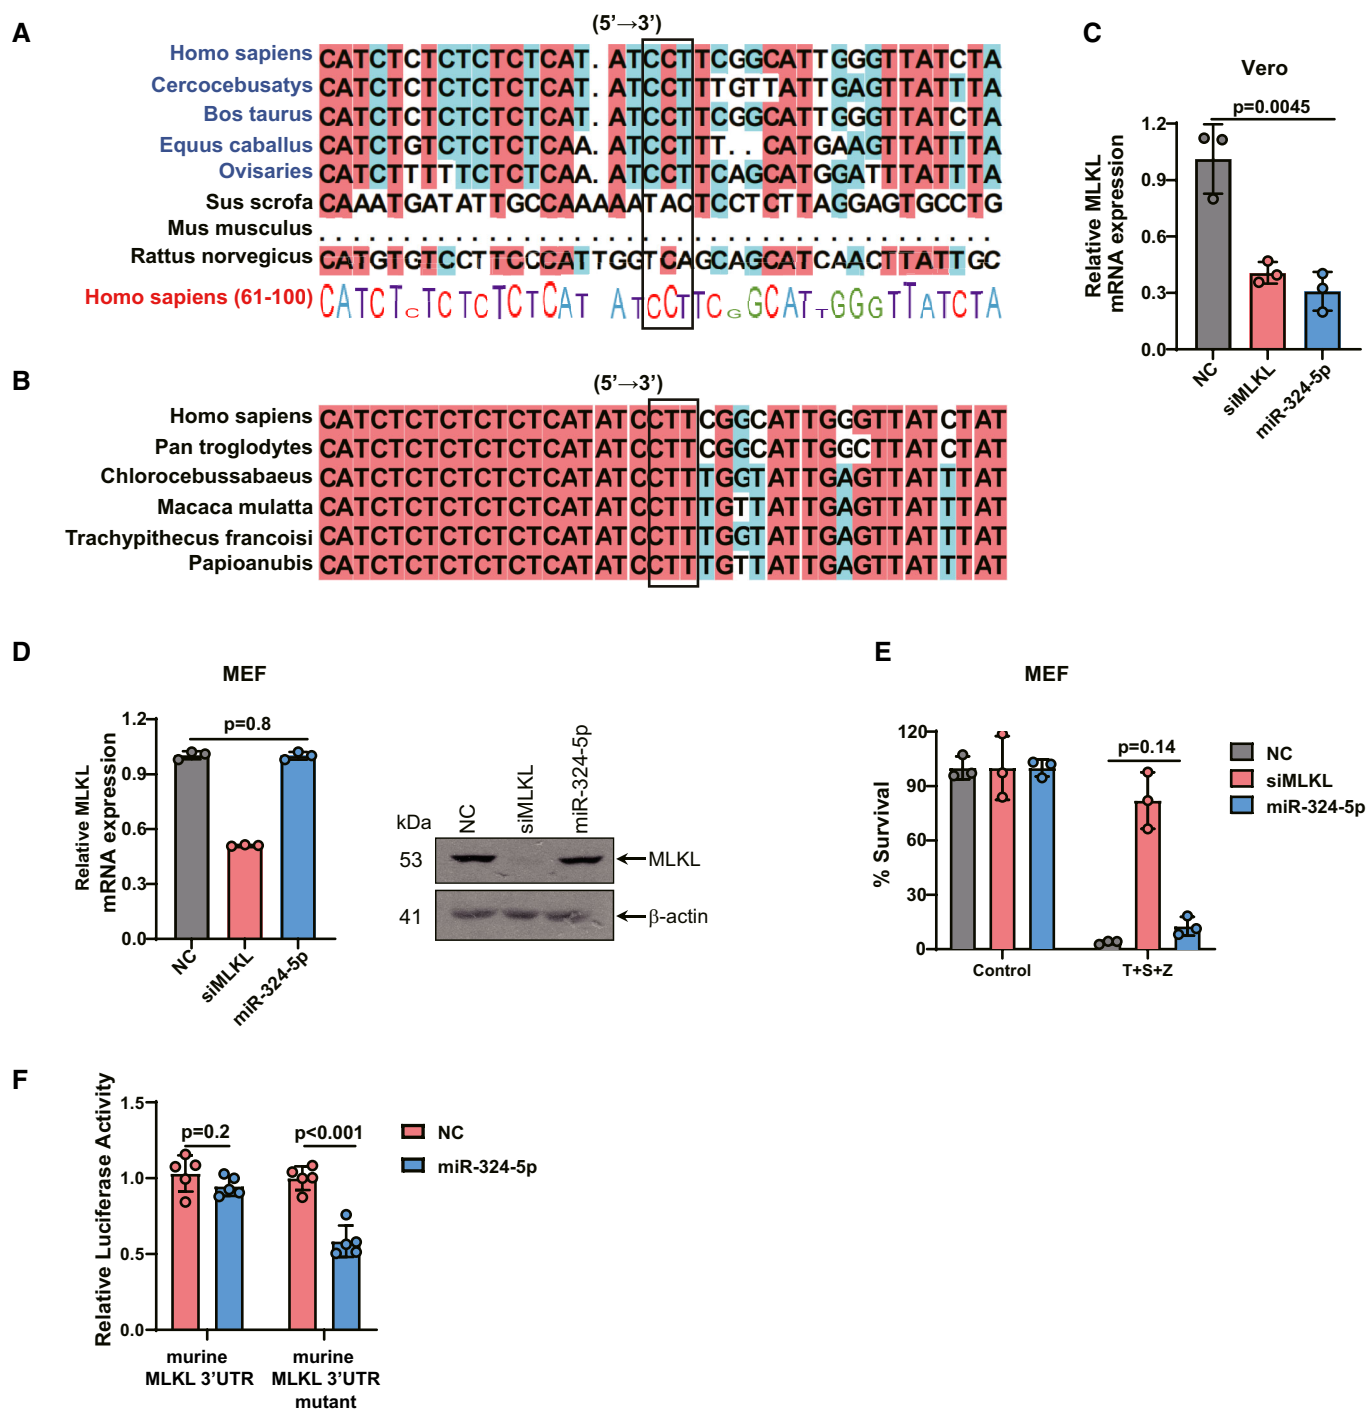 A
(5'→3')
Homo sapiens CATCTCTCTCTCTCAT.ATCCTTCGGCATTGGGTTATCTA
Cercocebusatys CATCTCTCTCTCTCAT.ATCCTTTGTTATTGAGTTATTTA
Bos taurus CATCTCTCTCTCTCAT.ATCCTTCGGCATTGGGTTATCTA
Equus caballus CATCTGTCTCTCTCAA.ATCCTTT..CATGAAGTTATTTA
Ovisaries CATCTTTTTCTCTCAA.ATCCTTCAGCATGGATTTATTTA
Sus scrofa CAAATGATATTGCCAAAAATACTCCTCTTAGGAGTGCCTG
Mus musculus ........................................
Rattus norvegicus CATGTGTCCTTCCCATTGGTCAGCAGCATCAACTTATTGC
Homo sapiens (61-100) CATCTCTCTCTCTCAT ATCCTTCGGCATTGGGTTATCTA
B
(5'→3')
Homo sapiens CATCTCTCTCTCTCATATCCTTCGGCATTGGGTTATCTAT
Pan troglodytes CATCTCTCTCTCTCATATCCTTCGGCATTGGCTTATCTAT
Chlorocebussabaeus CATCTCTCTCTCTCATATCCTTTGGTATTGAGTTATTTAT
Macaca mulatta CATCTCTCTCTCTCATATCCTTTGTTATTGAGTTATTTAT
Trachypithecus francoisi CATCTCTCTCTCTCATATCCTTTGGTATTGAGTTATTTAT
Papioanubis CATCTCTCTCTCTCATATCCTTTGTTATTGAGTTATTTAT
C
Vero
p=0.0045
Relative MLKL
mRNA expression
1.2
0.9
0.6
0.3
0.0
NC
siMLKL
miR-324-5p
D
MEF
p=0.8
Relative MLKL
mRNA expression
1.2
0.9
0.6
0.3
0.0
NC
siMLKL
miR-324-5p
kDa
NC
siMLKL
miR-324-5p
53
←MLKL
41
←β-actin
E
MEF
p=0.14
% Survival
120
90
60
30
0
Control
T+S+Z
NC
siMLKL
miR-324-5p
F
Relative Luciferase Activity
1.5
1.0
0.5
0.0
p=0.2
p<0.001
NC
miR-324-5p
murine
MLKL 3'UTR
murine
MLKL 3'UTR
mutant